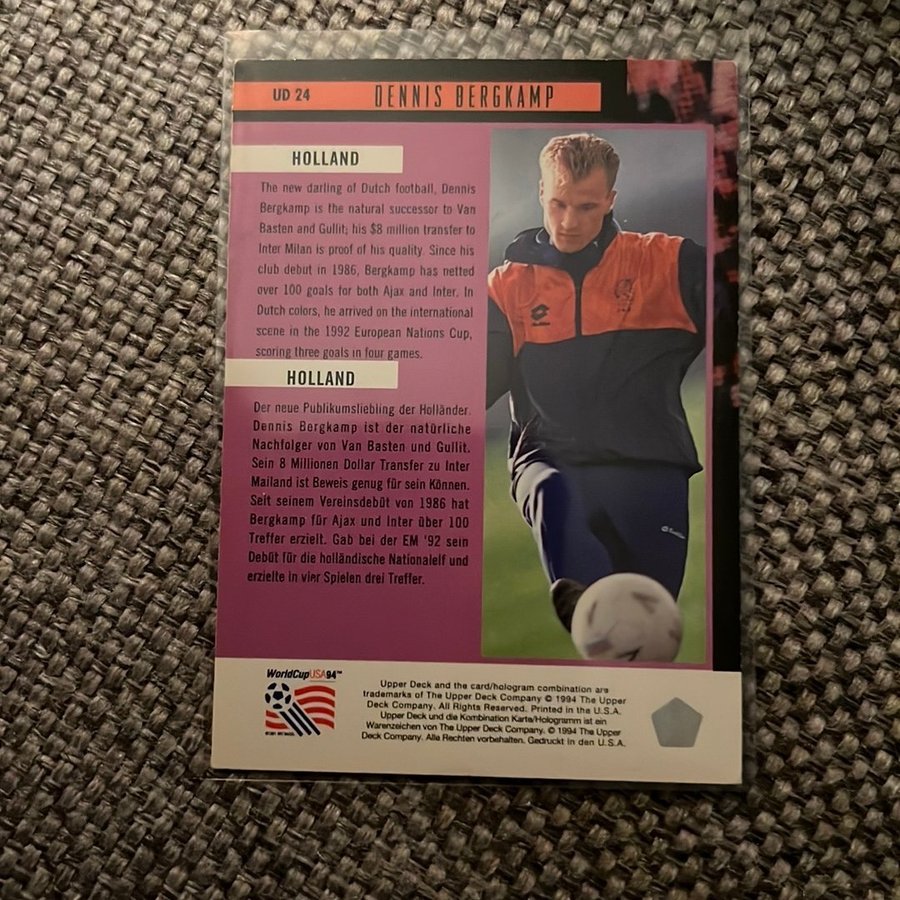 UD 24 DENNIS BERGKAMP
HOLLAND
The new darling of Dutch football, Dennis
Bergkamp is the natural successor to Van
Basten and Gullit; his $8 million transfer to
Inter Milan is proof of his quality. Since his
club debut in 1986, Bergkamp has netted
over 100 goals for both Ajax and Inter. In
Dutch colors, he arrived on the international
scene in the 1992 European Nations Cup,
scoring three goals in four games.
HOLLAND
Der neue Publikumsliebling der Holländer.
Dennis Bergkamp ist der natürliche
Nachfolger von Van Basten und Gullit.
Sein 8 Millionen Dollar Transfer zu Inter
Mailand ist Beweis genug für sein Können.
Seit seinem Vereinsdebüt von 1986 hat
Bergkamp für Ajax und Inter über 100
Treffer erzielt. Gab bei der EM '92 sein
Debüt für die holländische Nationalelf und
erzielte in vier Spielen drei Treffer.
WorldCupUSA94™
Upper Deck and the card/hologram combination are
trademarks of The Upper Deck Company © 1994 The Upper
Deck Company. All Rights Reserved. Printed in the U.S.A.
Upper Deck und die Kombination Karte/Hologramm ist ein
Warenzeichen von The Upper Deck Company. © 1994 The Upper
Deck Company. Alle Rechten vorbehalten. Gedruckt in den U.S.A.